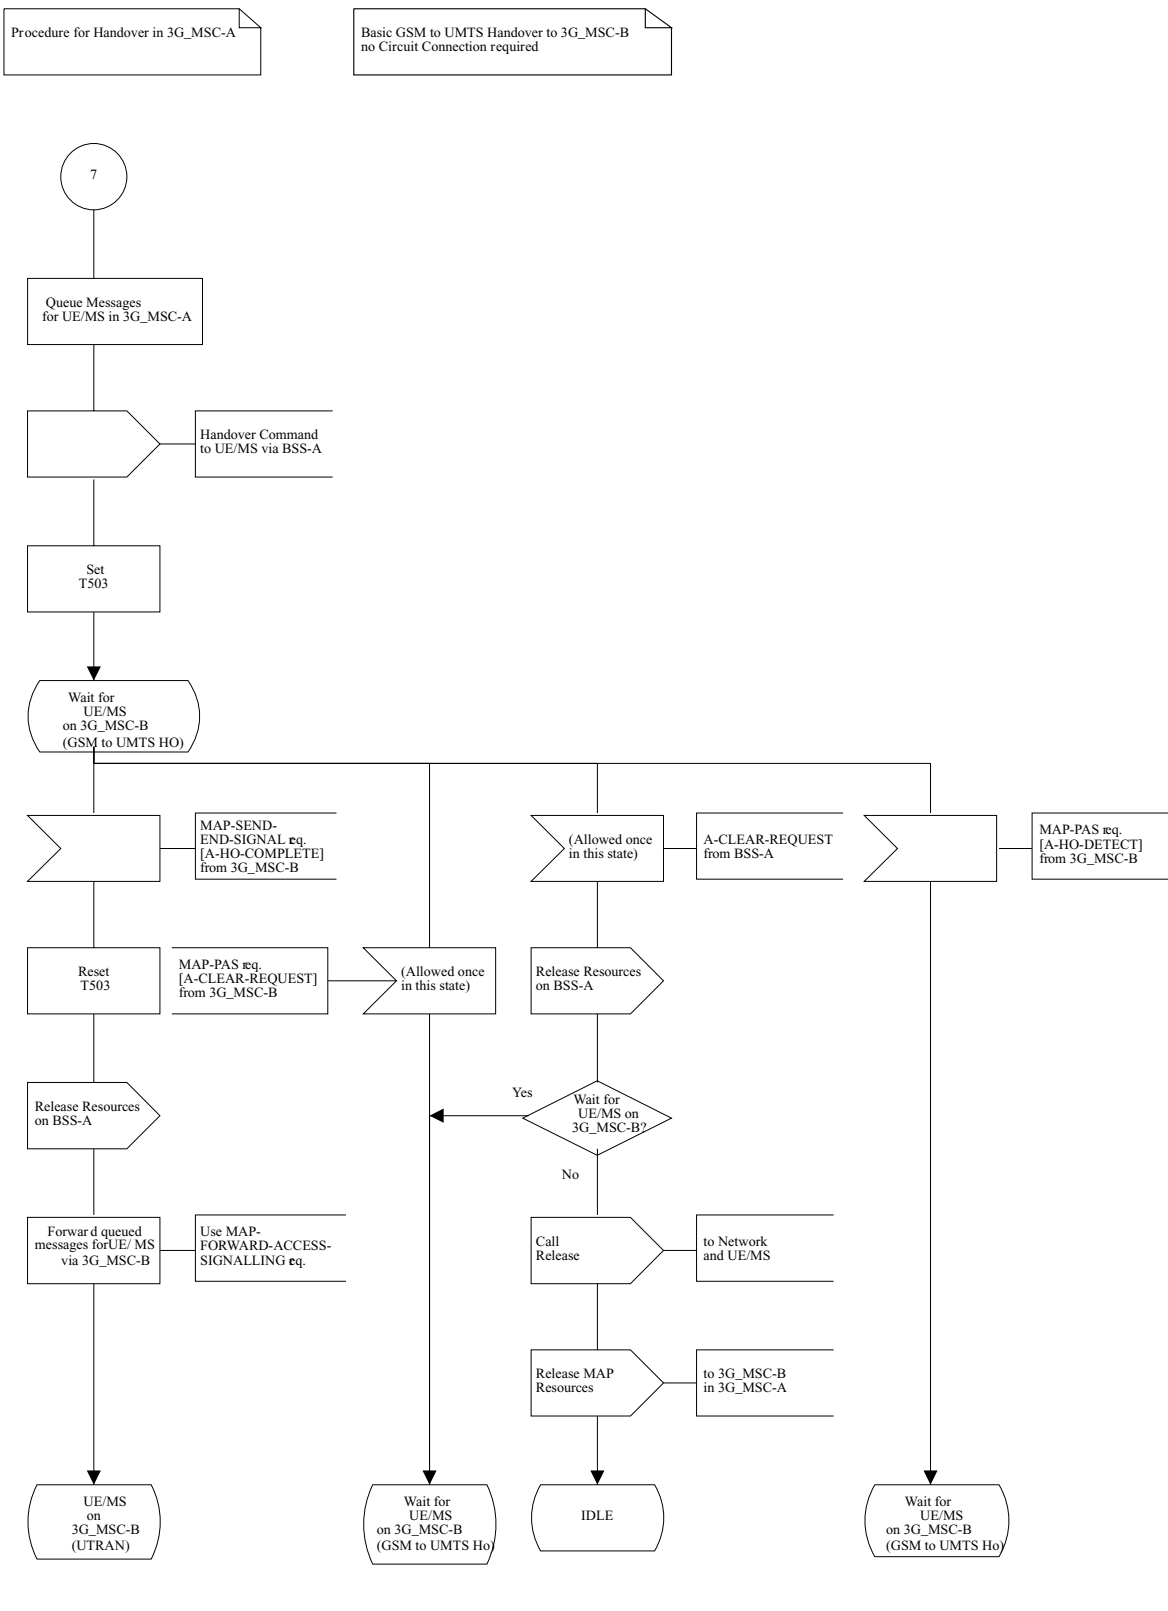 Procedure for Handover in 3G_MSC-A
Basic GSM to UMTS Handover to 3G_MSC-B
no Circuit Connection required
7
Queue Messages
for UE/MS in 3G_MSC-A
Handover Command
to UE/MS via BSS-A
Set
T503
Wait for
UE/MS
on 3G_MSC-B
(GSM to UMTS HO)
MAP-SEND-
END-SIGNAL req.
[A-HO-COMPLETE]
from 3G_MSC-B
(Allowed once
in this state)
A-CLEAR-REQUEST
from BSS-A
MAP-PAS req.
[A-HO-DETECT]
from 3G_MSC-B
Reset
T503
MAP-PAS req.
[A-CLEAR-REQUEST]
from 3G_MSC-B
(Allowed once
in this state)
Release Resources
on BSS-A
Release Resources
on BSS-A
Yes
Wait for
UE/MS on
3G_MSC-B?
No
Forward queued
messages forUE/ MS
via 3G_MSC-B
Use MAP-
FORWARD-ACCESS-
SIGNALLING req.
Call
Release
to Network
and UE/MS
Release MAP
Resources
to 3G_MSC-B
in 3G_MSC-A
UE/MS
on
3G_MSC-B
(UTRAN)
Wait for
UE/MS
on 3G_MSC-B
(GSM to UMTS Ho)
IDLE
Wait for
UE/MS
on 3G_MSC-B
(GSM to UMTS Ho)